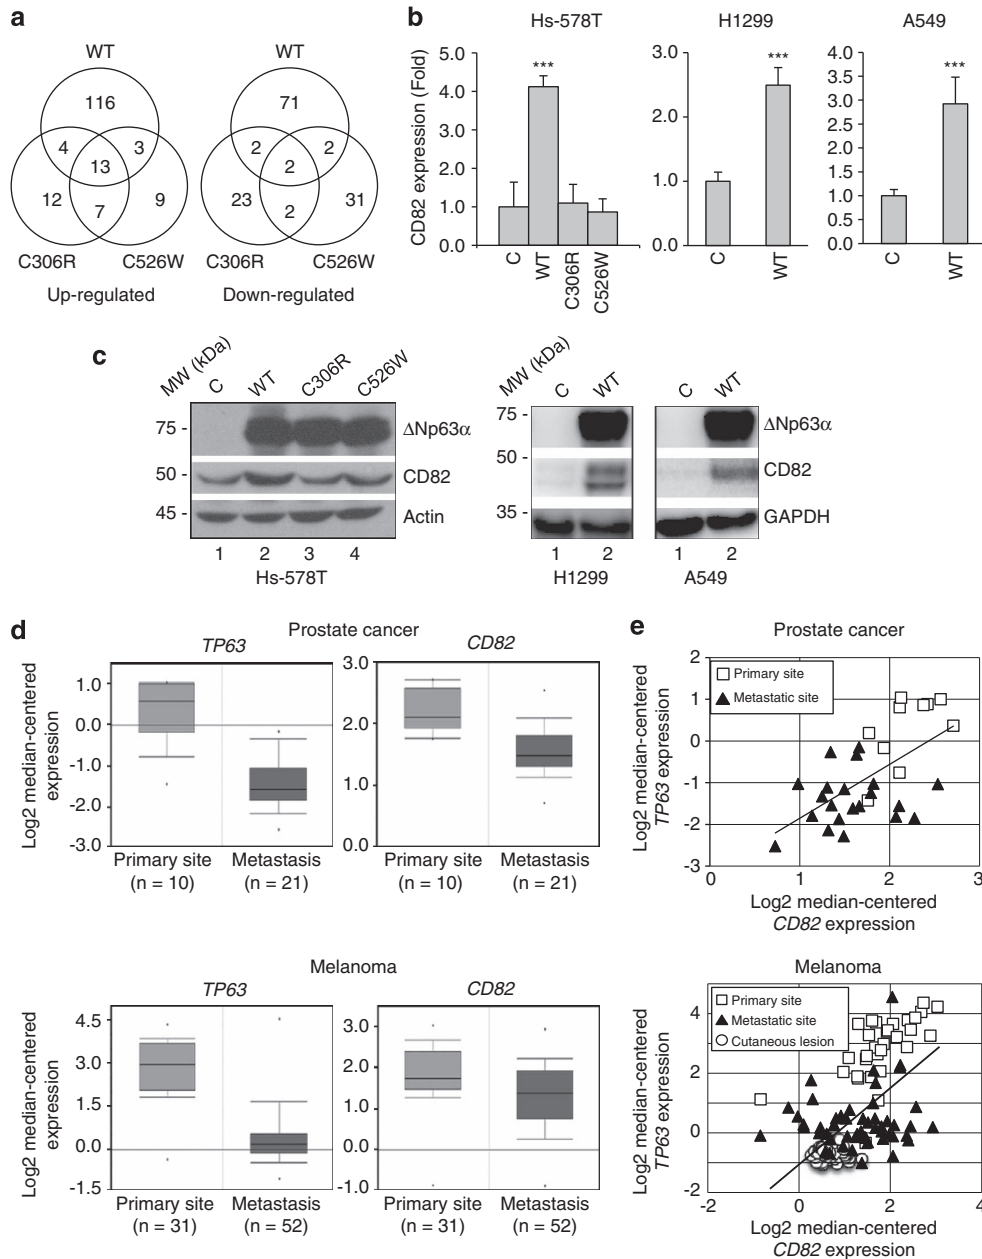 a
WT
116
4
3
13
12
7
9
C306R
C526W
Up-regulated
WT
71
2
2
2
23
2
31
C306R
C526W
Down-regulated
b
Hs-578T
CD82 expression (Fold)
5.0
4.0
3.0
2.0
1.0
0.0
***
C
WT
C306R
C526W
H1299
3.0
2.0
1.0
0.0
***
C
WT
A549
4.0
3.5
3.0
2.5
2.0
1.5
1.0
0.5
0.0
***
C
WT
c
MW (kDa)
C
WT
C306R
C526W
75 -
50 -
45 -
ΔNp63α
CD82
Actin
1 2 3 4
Hs-578T
MW (kDa)
C
WT
C
WT
75 -
50 -
35 -
ΔNp63α
CD82
GAPDH
1 2
1 2
H1299
A549
d
Prostate cancer
TP63
CD82
Log2 median-centered
expression
1.0
0.0
-1.0
-2.0
-3.0
3.0
2.0
1.0
0.0
Primary site
(n = 10)
Metastasis
(n = 21)
Primary site
(n = 10)
Metastasis
(n = 21)
Melanoma
TP63
CD82
Log2 median-centered
expression
4.5
3.0
1.5
0.0
-1.5
3.0
2.0
1.0
0.0
-1.0
Primary site
(n = 31)
Metastasis
(n = 52)
Primary site
(n = 31)
Metastasis
(n = 52)
e
Prostate cancer
Primary site
Metastatic site
Log2 median-centered
TP63 expression
2
1
0
-1
-2
-3
0 1 2 3
Log2 median-centered
CD82 expression
Melanoma
Primary site
Metastatic site
Cutaneous lesion
Log2 median-centered
TP63 expression
4
2
2
0
-2
-2 0 2 4
Log2 median-centered
CD82 expression